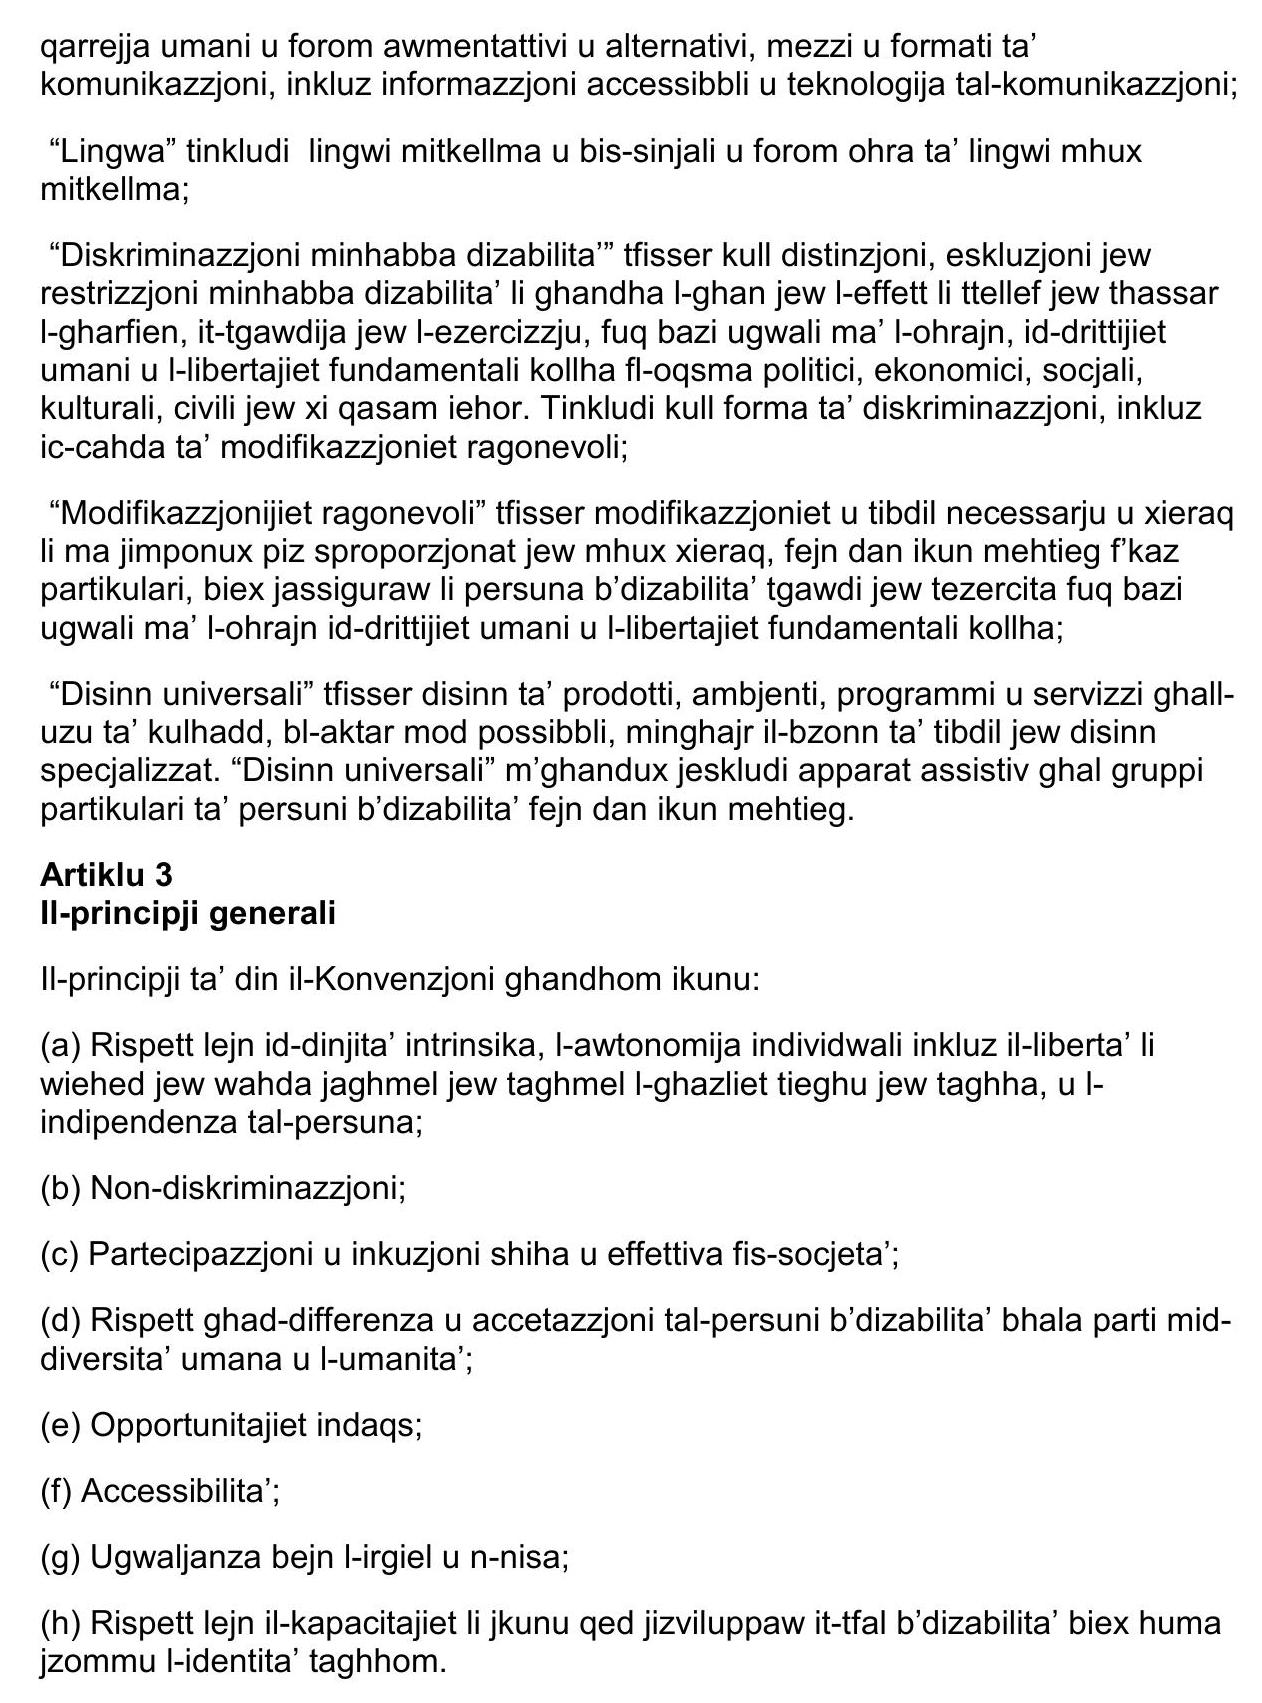 qarrejja umani u forom awmentattivi u alternativi, mezzi u formati ta’
komunikazzjoni, inkluz informazzjoni accessibbli u teknologija tal-komunikazzjoni;
“Lingwa” tinkludi  lingwi mitkellma u bis-sinjali u forom ohra ta’ lingwi mhux
mitkellma;
“Diskriminazzjoni minhabba dizabilita’” tfisser kull distinzjoni, eskluzjoni jew
restrizzjoni minhabba dizabilita’ li ghandha l-ghan jew l-effett li ttellef jew thassar
l-gharfien, it-tgawdija jew l-ezercizzju, fuq bazi ugwali ma’ l-ohrajn, id-drittijiet
umani u l-libertajiet fundamentali kollha fl-oqsma politici, ekonomici, socjali,
kulturali, civili jew xi qasam iehor. Tinkludi kull forma ta’ diskriminazzjoni, inkluz
ic-cahda ta’ modifikazzjoniet ragonevoli;
“Modifikazzjonijiet ragonevoli” tfisser modifikazzjoniet u tibdil necessarju u xieraq
li ma jimponux piz sproporzjonat jew mhux xieraq, fejn dan ikun mehtieg f’kaz
partikulari, biex jassiguraw li persuna b’dizabilita’ tgawdi jew tezercita fuq bazi
ugwali ma’ l-ohrajn id-drittijiet umani u l-libertajiet fundamentali kollha;
“Disinn universali” tfisser disinn ta’ prodotti, ambjenti, programmi u servizzi ghall-
uzu ta’ kulhadd, bl-aktar mod possibbli, minghajr il-bzonn ta’ tibdil jew disinn
specjalizzat. “Disinn universali” m’ghandux jeskludi apparat assistiv ghal gruppi
partikulari ta’ persuni b’dizabilita’ fejn dan ikun mehtieg.
Artiklu 3
Il-principji generali
Il-principji ta’ din il-Konvenzjoni ghandhom ikunu:
(a) Rispett lejn id-dinjita’ intrinsika, l-awtonomija individwali inkluz il-liberta’ li
wiehed jew wahda jaghmel jew taghmel l-ghazliet tieghu jew taghha, u l-
indipendenza tal-persuna;
(b) Non-diskriminazzjoni;
(c) Partecipazzjoni u inkuzjoni shiha u effettiva fis-socjeta’;
(d) Rispett ghad-differenza u accetazzjoni tal-persuni b’dizabilita’ bhala parti mid-
diversita’ umana u l-umanita’;
(e) Opportunitajiet indaqs;
(f) Accessibilita’;
(g) Ugwaljanza bejn l-irgiel u n-nisa;
(h) Rispett lejn il-kapacitajiet li jkunu qed jizviluppaw it-tfal b’dizabilita’ biex huma
jzommu l-identita’ taghhom.